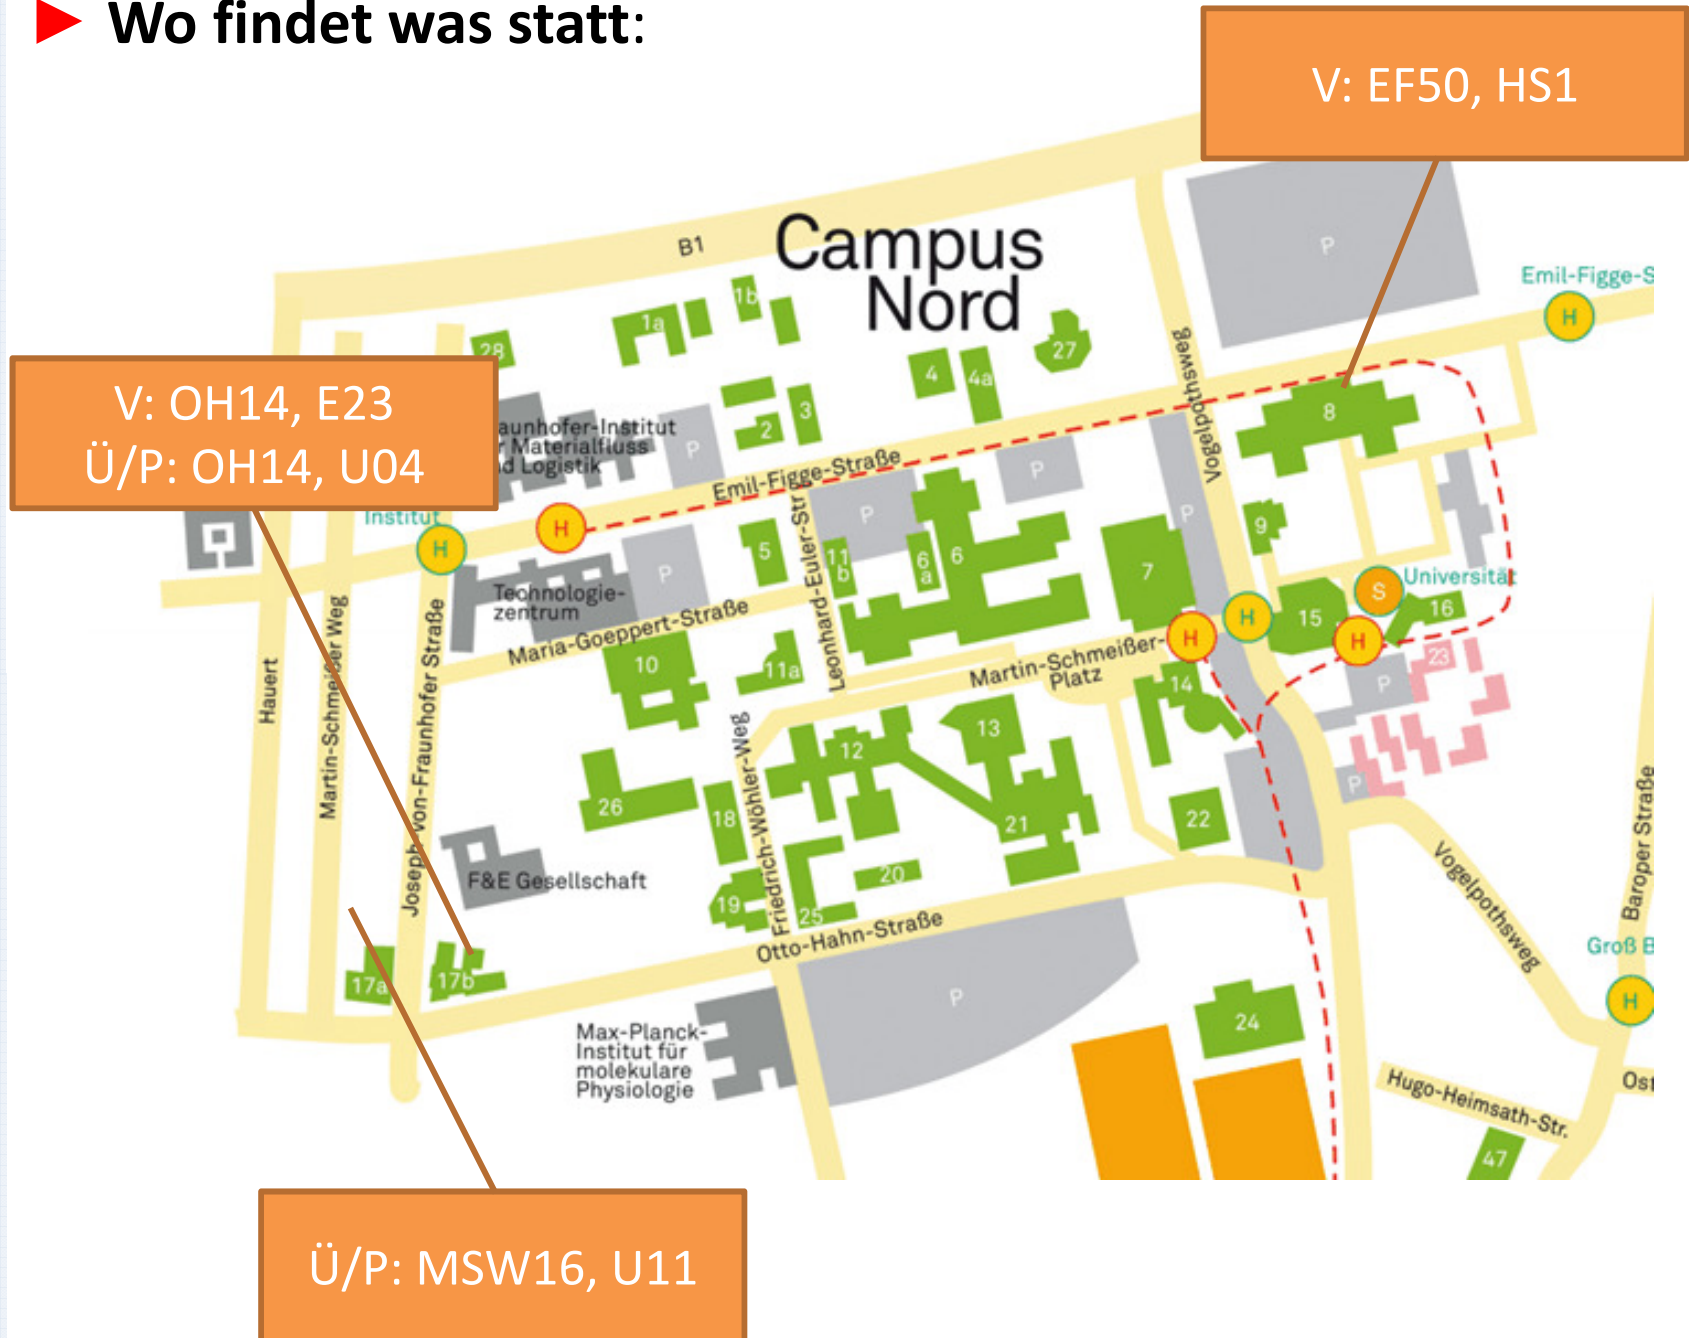 Wo findet was statt:
V: EF50, HS1
B1
Campus
Nord
P
Emil-Figge-S
H
1b
1a
28
27
4
4a
3
2
Vogelpothsweg
8
V: OH14, E23
Ü/P: OH14, U04
aunhofer-Institut
r Materialfluss
d Logistik
P
Emil-Figge-Straße
P
P
P
Institut
H
H
5
11
b
6
a
6
7
9
Technologie-
zentrum
P
Maria-Goeppert-Straße
Leonhard-Euler-Str
S
Universität
H
H
15
H
16
10
11a
Martin-Schmeißer-
Platz
14
23
P
Hauert
Martin-Schmeißer Weg
Joseph-von-Fraunhofer Straße
Friedrich-Wöhler-Weg
12
13
P
26
18
21
22
F&E Gesellschaft
20
19
25
Otto-Hahn-Straße
Vogelpothsweg
Baroper Straße
Groß B
H
17a
17b
P
24
Max-Planck-
Institut für
molekulare
Physiologie
Hugo-Heimsath-Str.
Ost
47
Ü/P: MSW16, U11